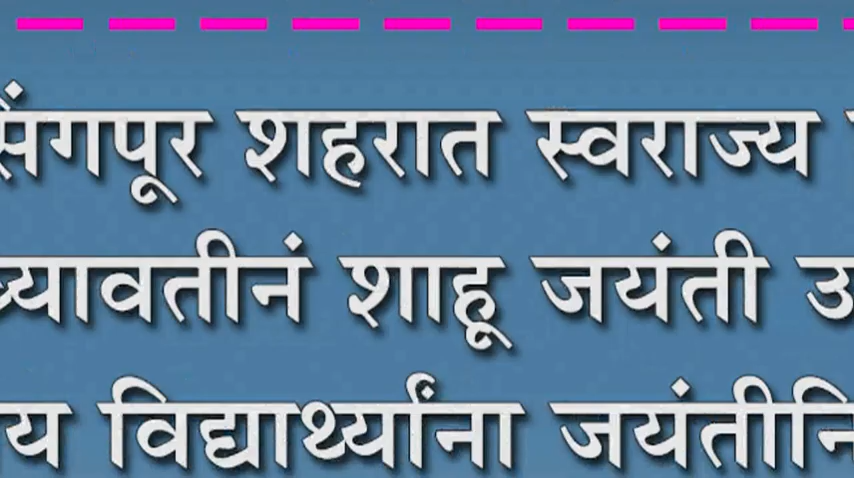 सिंगपूर शहरात स्वराज्य
च्यावतीनं शाहू जयंती
विद्यार्थ्यांना जयंतीनि